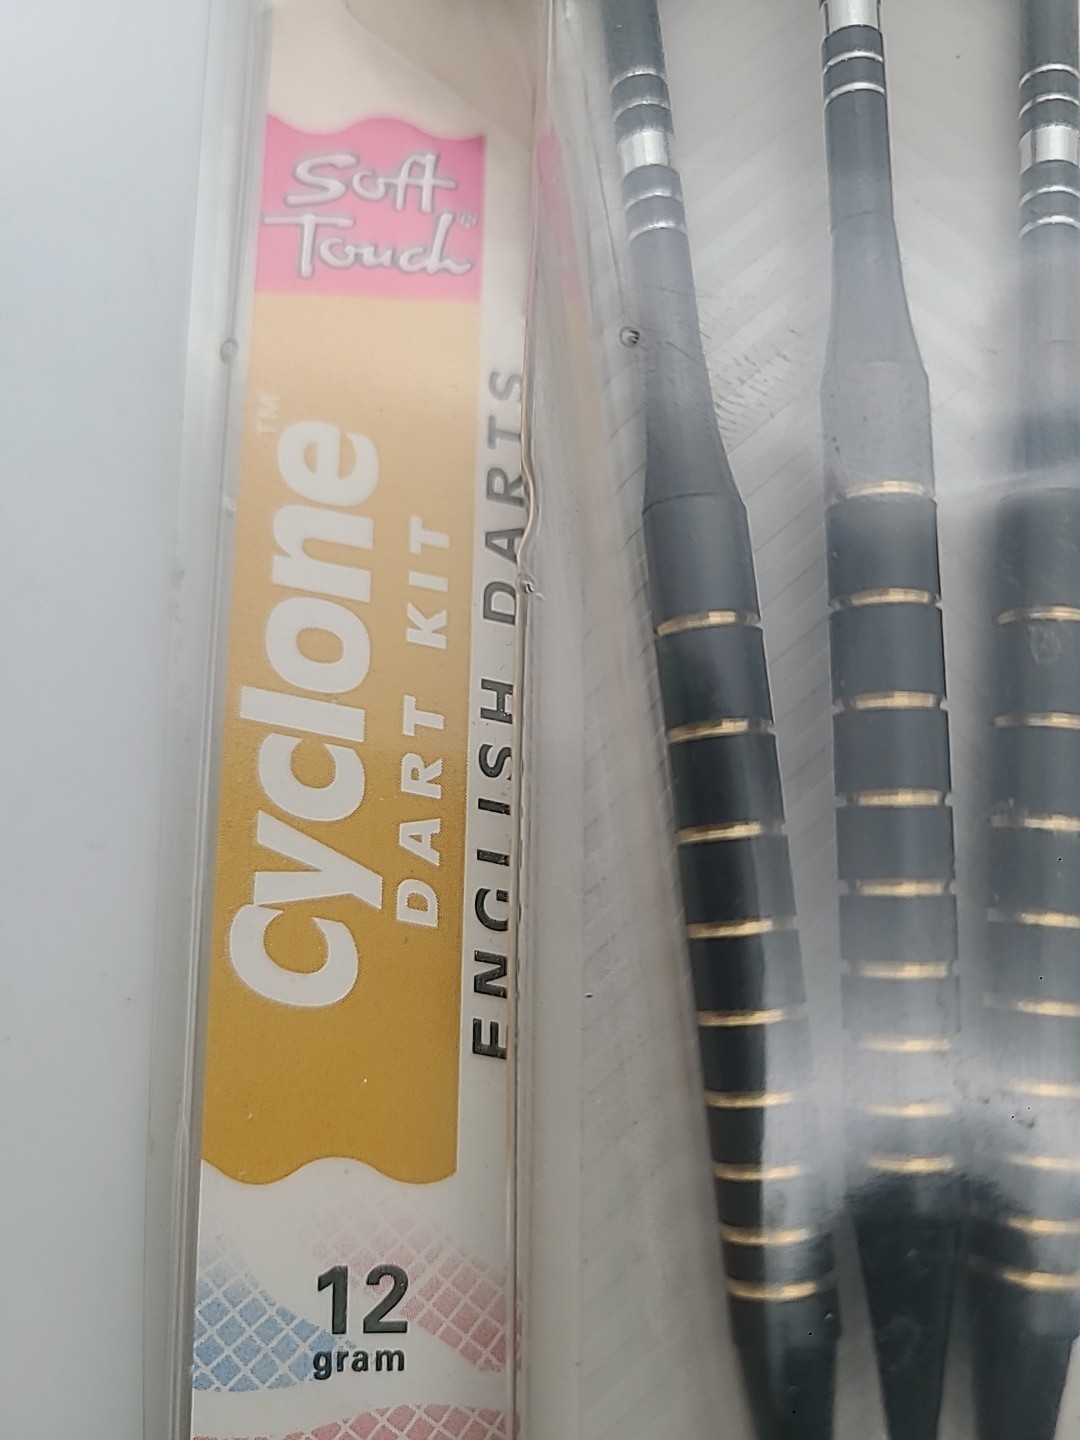 Soft
Touch®
cyclone™
DART KIT
ENGLISH DARTS
12
gram